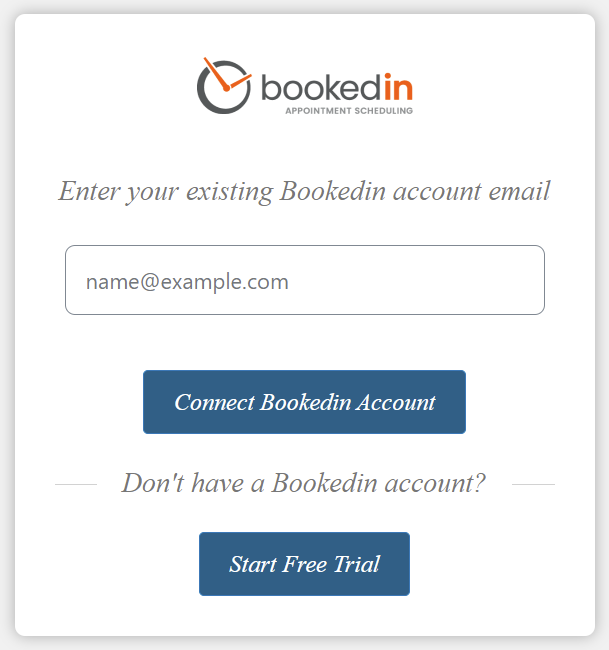 bookedin
APPOINTMENT SCHEDULING
Enter your existing Bookedin account email
name@example.com
Connect Bookedin Account
Don't have a Bookedin account?
Start Free Trial